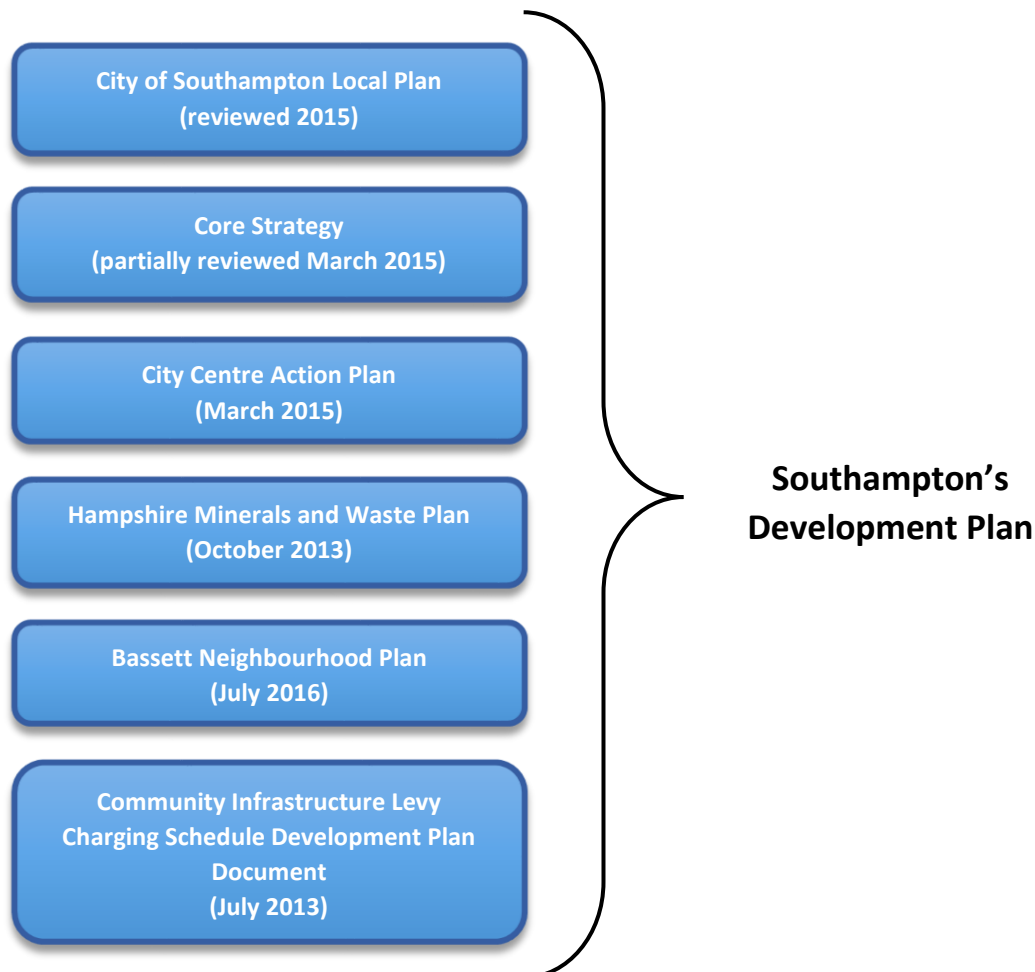 City of Southampton Local Plan
(reviewed 2015)
Core Strategy
(partially reviewed March 2015)
City Centre Action Plan
(March 2015)
Hampshire Minerals and Waste Plan
(October 2013)
Bassett Neighbourhood Plan
(July 2016)
Community Infrastructure Levy
Charging Schedule Development Plan
Document
(July 2013)
Southampton’s
Development Plan